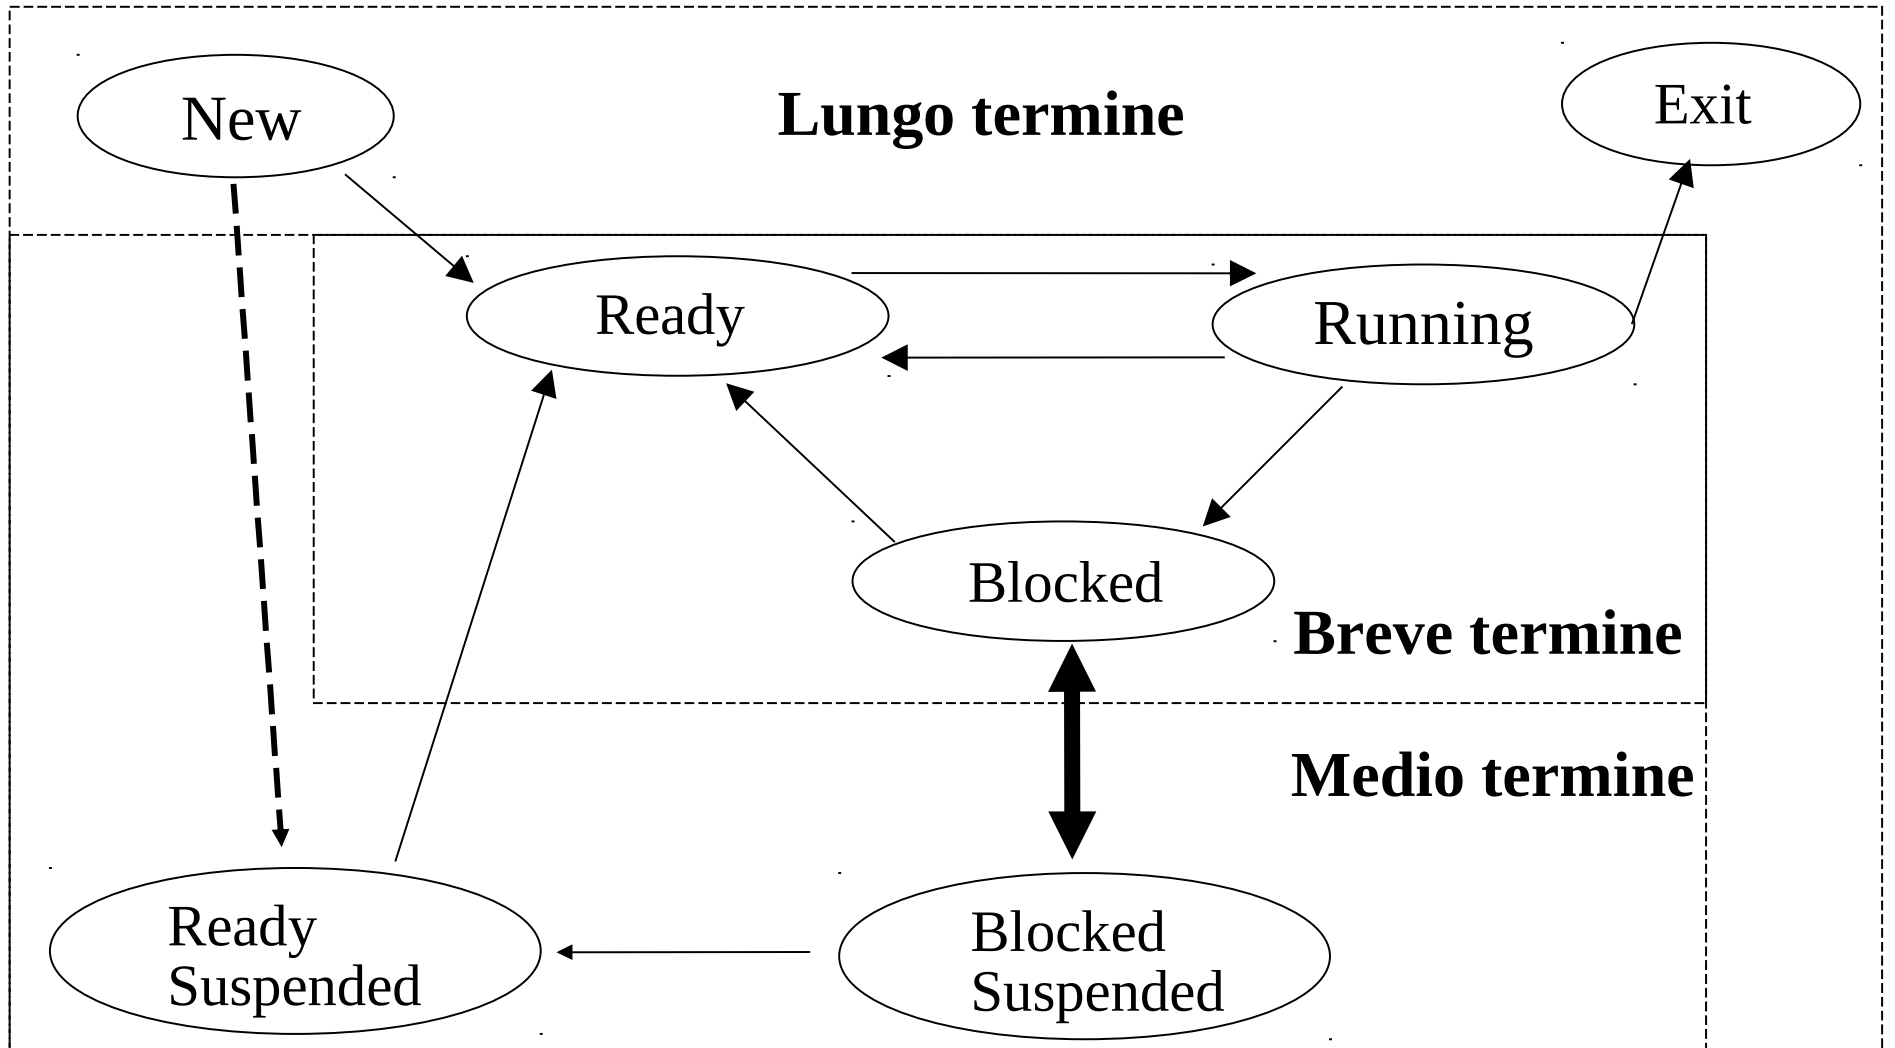 New
Lungo termine
Exit
Ready
Running
Blocked
Breve termine
Medio termine
Ready
Suspended
Blocked
Suspended